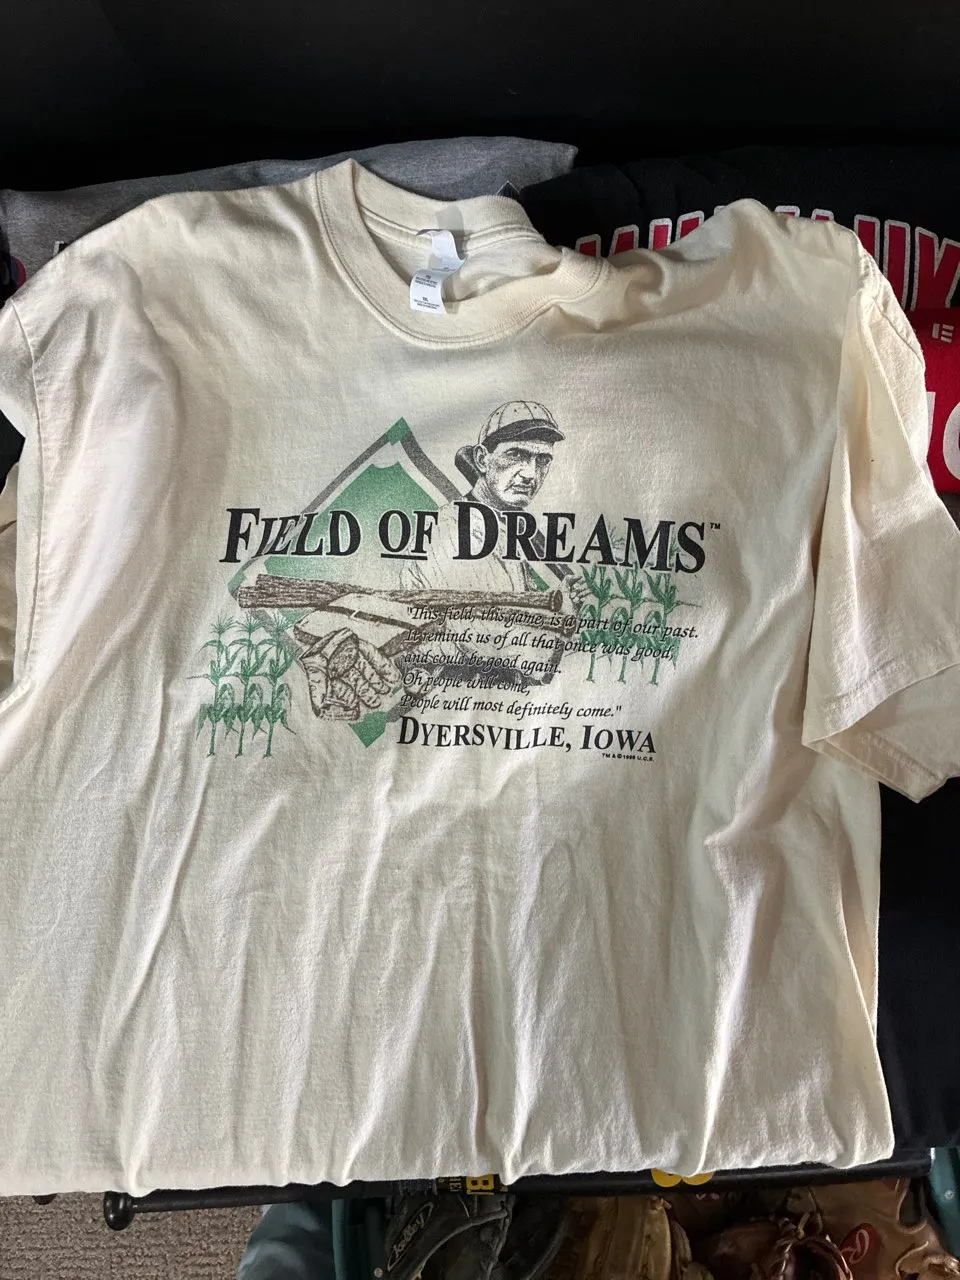 FIELD OF DREAMS™
"This field, this game, is a part of our past.
It reminds us of all that once was good,
and could be good again.
Oh people will come,
People will most definitely come."
DYERSVILLE, IOWA